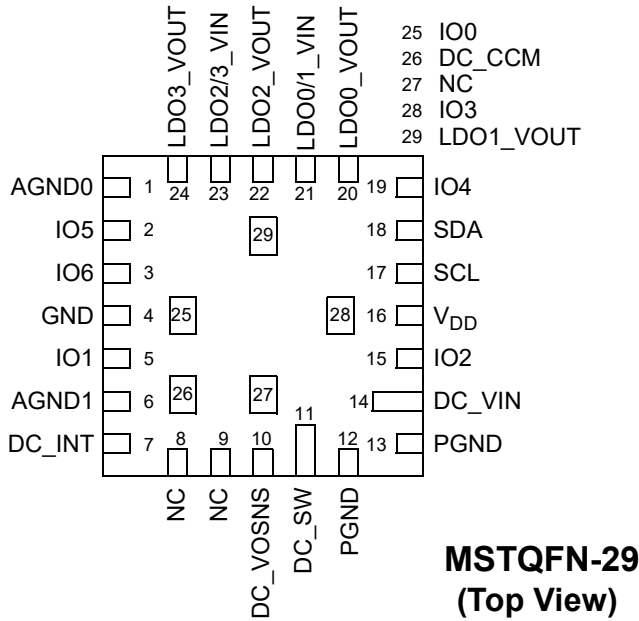 LDO3_VOUT
LDO2/3_VIN
LDO2_VOUT
LDO0/1_VIN
LDO0_VOUT
25 IO0
26 DC_CCM
27 NC
28 IO3
29 LDO1_VOUT
24 23 22 21 20
AGND0 1
IO5 2
IO6 3
GND 4
IO1 5
AGND1 6
DC_INT 7
29
25
28
26
27
19 IO4
18 SDA
17 SCL
16 VDD
15 IO2
14 DC_VIN
13 PGND
8 9 10 11 12
NC
NC
DC_VOSNS
DC_SW
PGND
MSTQFN-29
(Top View)